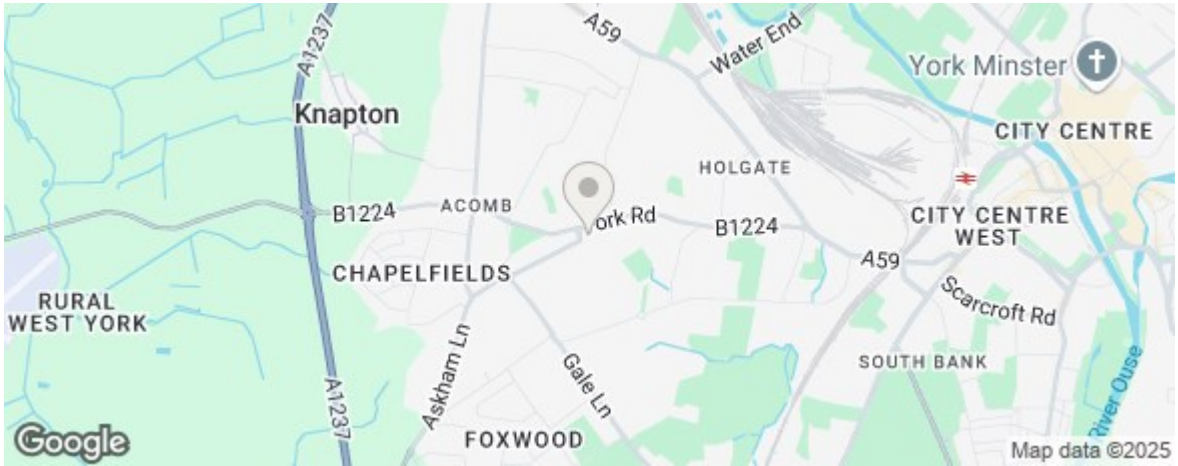 A59
Water End
York Minster
A1237
Knapton
CITY CENTRE
HOLGATE
B1224
ACOMB
ork Rd
B1224
CITY CENTRE
WEST
A59
CHAPELFIELDS
RURAL
WEST YORK
Scarcroft Rd
Askham Ln
Gale Ln
SOUTH BANK
A1237
River Ouse
FOXWOOD
Google
Map data ©2025